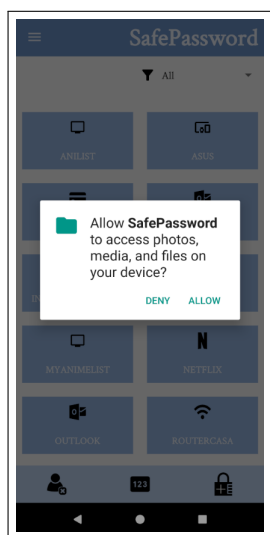 SafePassword
All
ANILIST
ASUS
Allow SafePassword
to access photos,
media, and files on
your device?
DENY
ALLOW
MYANIMELIST
NETFLIX
OUTLOOK
ROUTERCASA
123